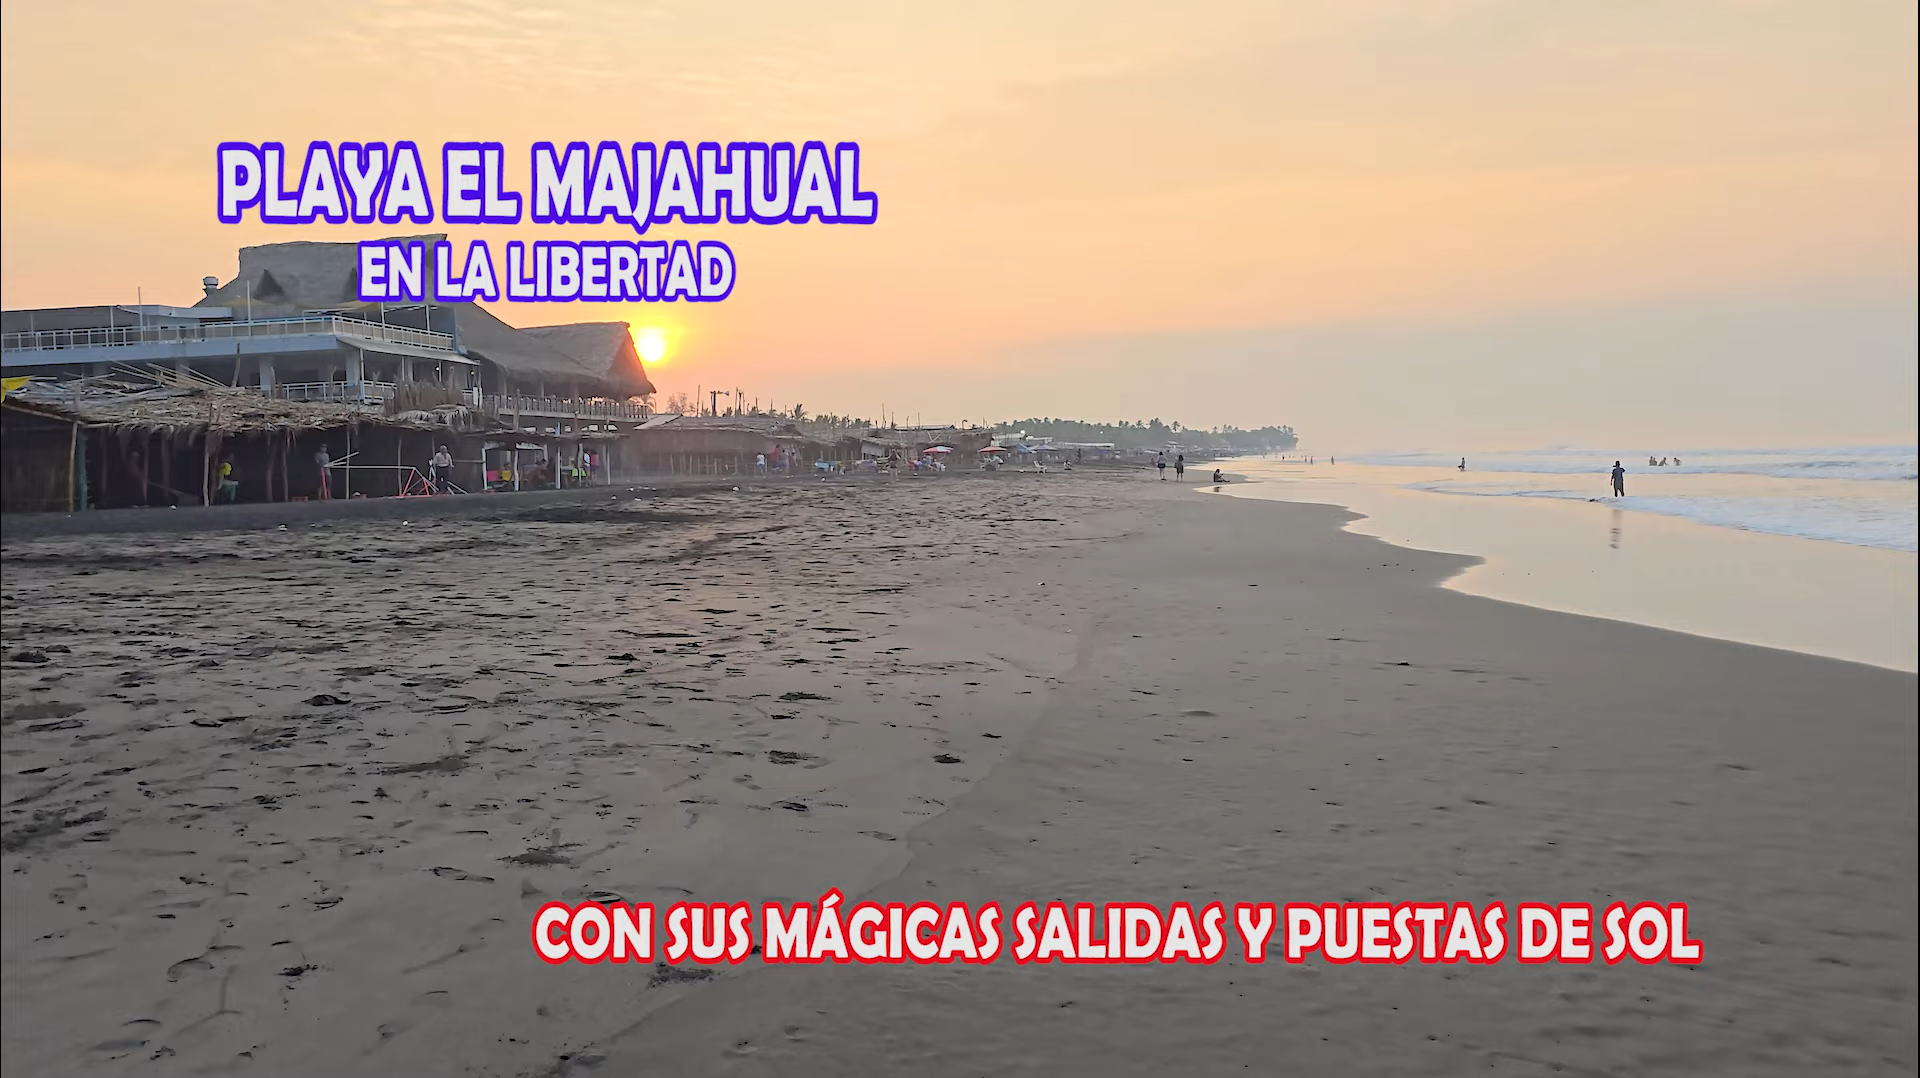 PLAYA EL MAJAHUAL
EN LA LIBERTAD
CON SUS MÁGICAS SALIDAS Y PUESTAS DE SOL